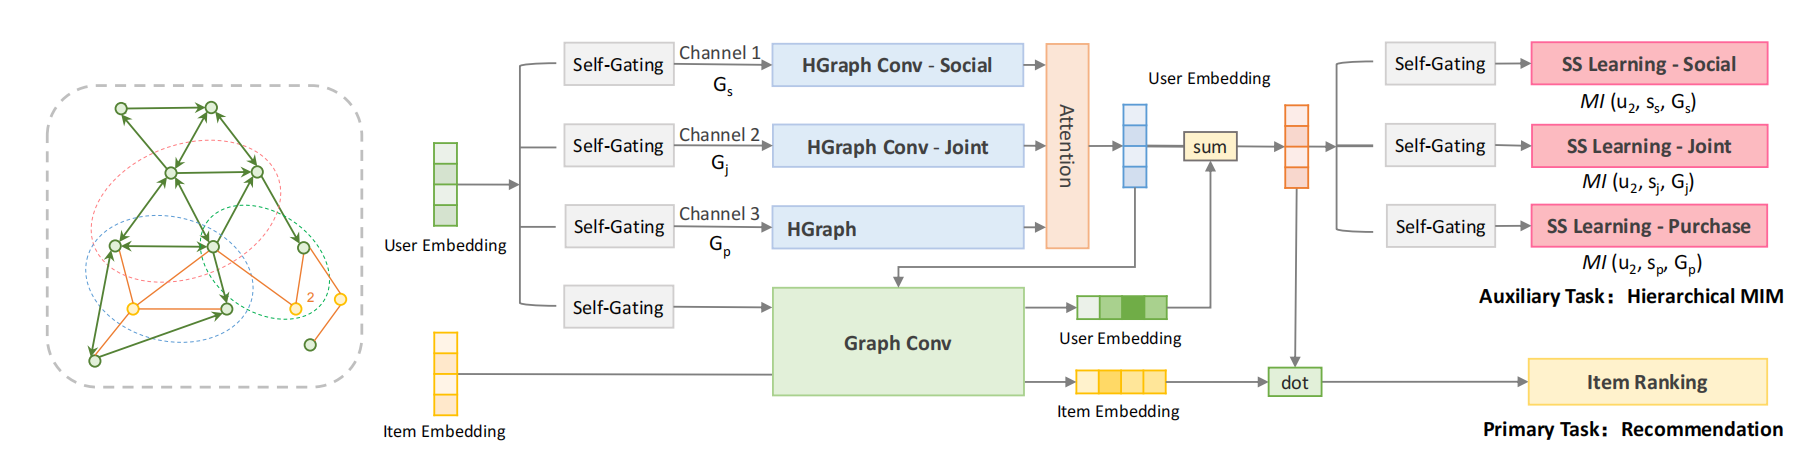 2
User Embedding
Item Embedding
Self-Gating
Channel 1
Gs
HGraph Conv - Social
Self-Gating
Channel 2
Gj
HGraph Conv - Joint
Self-Gating
Channel 3
Gp
HGraph
Self-Gating
Attention
Graph Conv
User Embedding
sum
User Embedding
Item Embedding
dot
Self-Gating
SS Learning - Social
MI (u2, ss, Gs)
Self-Gating
SS Learning - Joint
MI (u2, sj, Gj)
Self-Gating
SS Learning - Purchase
MI (u2, sp, Gp)
Auxiliary Task：Hierarchical MIM
Item Ranking
Primary Task：Recommendation